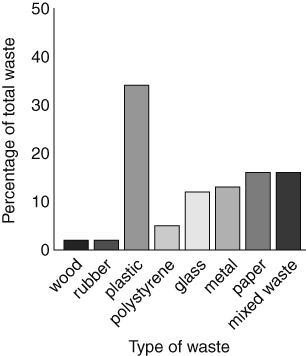 Percentage of total waste
50
40
30
20
10
0
wood
rubber
plastic
polystyrene
glass
metal
paper
mixed waste
Type of waste